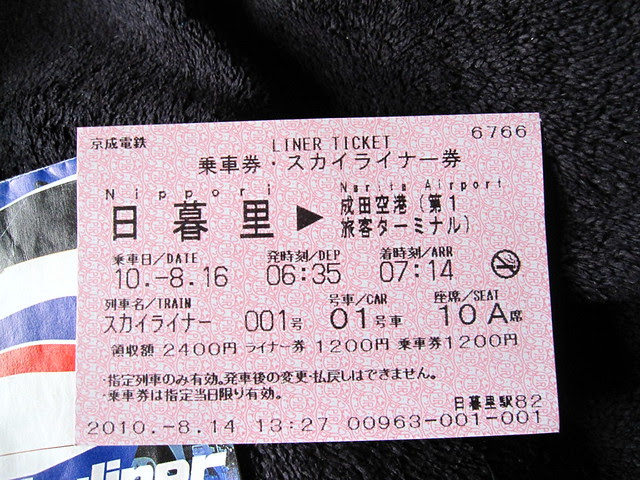 京成電鉄 LINER TICKET 6766
乗車券・スカイライナー券
Nippori Narita Airport
日暮里 ▶ 成田空港(第1
旅客ターミナル)
乗車日/DATE 発時刻/DEP 着時刻/ARR
10.-8.16 06:35 07:14
列車名/TRAIN 号車/CAR 座席/SEAT
スカイライナー 001号 01号車 10A席
領収額 2400円 ライナー券 1200円 乗車券1200円
・指定列車のみ有効。発車後の変更・払戻しはできません。
・乗車券は指定当日限り有効。
日暮里駅82
2010.-8.14 13:27 00963-001-001